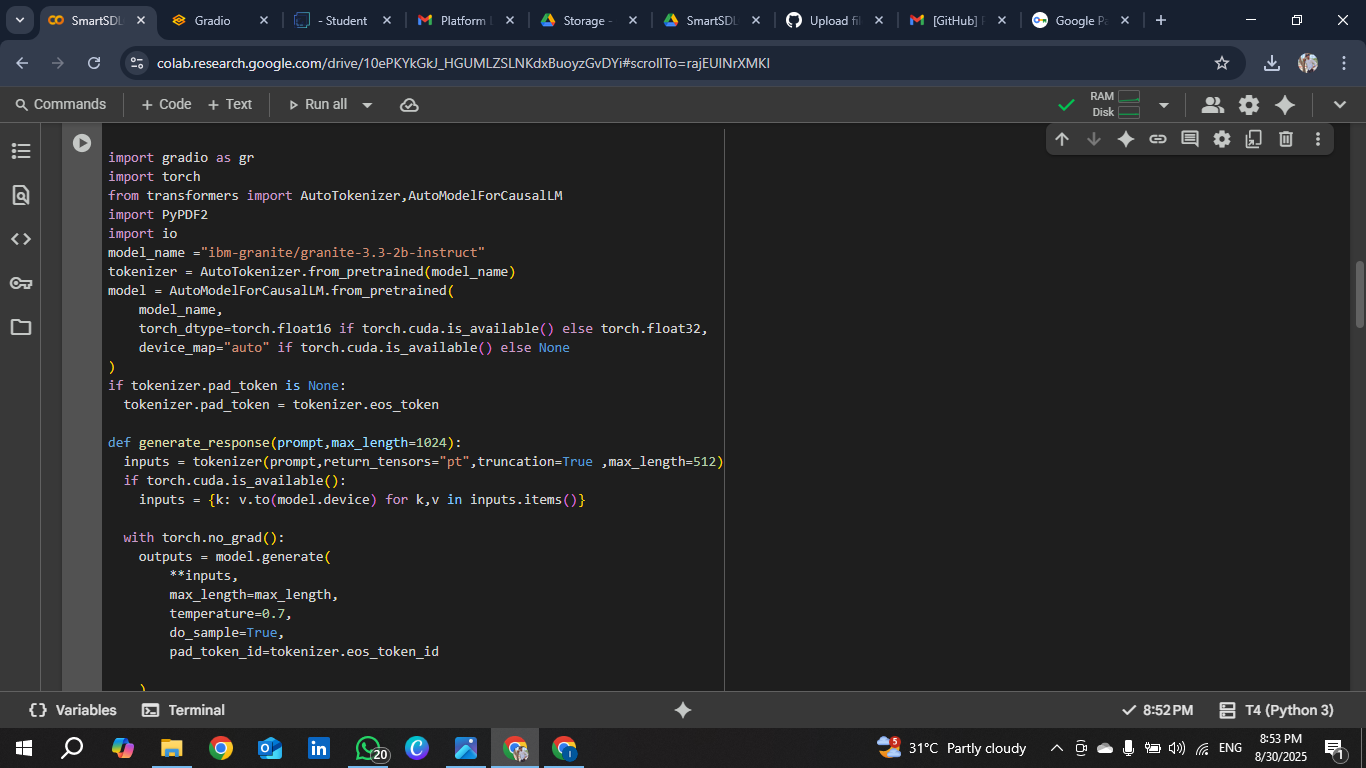 SmartSDL
Gradio
- Student
Platform L
Storage -
SmartSDL
Upload fil
[GitHub] P
Google Pa
colab.research.google.com/drive/10ePKYkGkJ_HGUMLZSLNKdxBuoyzGvDYi#scrollTo=rajEUlNrXMKl
Commands
+ Code
+ Text
Run all
RAM
Disk
import gradio as gr
import torch
from transformers import AutoTokenizer,AutoModelForCausalLM
import PyPDF2
import io
model_name ="ibm-granite/granite-3.3-2b-instruct"
tokenizer = AutoTokenizer.from_pretrained(model_name)
model = AutoModelForCausalLM.from_pretrained(
    model_name,
    torch_dtype=torch.float16 if torch.cuda.is_available() else torch.float32,
    device_map="auto" if torch.cuda.is_available() else None
)
if tokenizer.pad_token is None:
  tokenizer.pad_token = tokenizer.eos_token
def generate_response(prompt,max_length=1024):
  inputs = tokenizer(prompt,return_tensors="pt",truncation=True ,max_length=512)
  if torch.cuda.is_available():
    inputs = {k: v.to(model.device) for k,v in inputs.items()}
  with torch.no_grad():
    outputs = model.generate(
        **inputs,
        max_length=max_length,
        temperature=0.7,
        do_sample=True,
        pad_token_id=tokenizer.eos_token_id
    )
{} Variables
Terminal
8:52 PM
T4 (Python 3)
20
5
31°C Partly cloudy
ENG
8:53 PM
8/30/2025
1